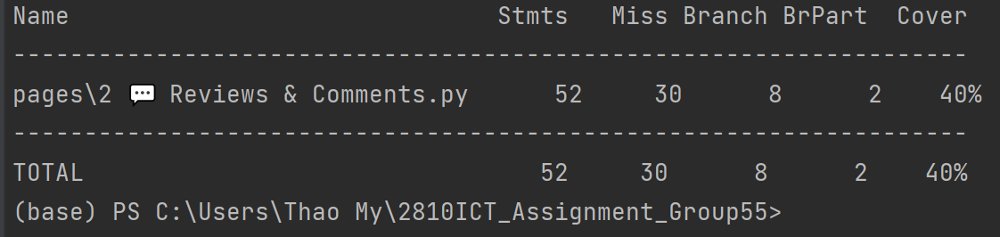 Name Stmts Miss Branch BrPart Cover
-------------------------------------------------------------------
pages\2 💬 Reviews & Comments.py 52 30 8 2 40%
-------------------------------------------------------------------
TOTAL 52 30 8 2 40%
(base) PS C:\Users\Thao My\2810ICT_Assignment_Group55>